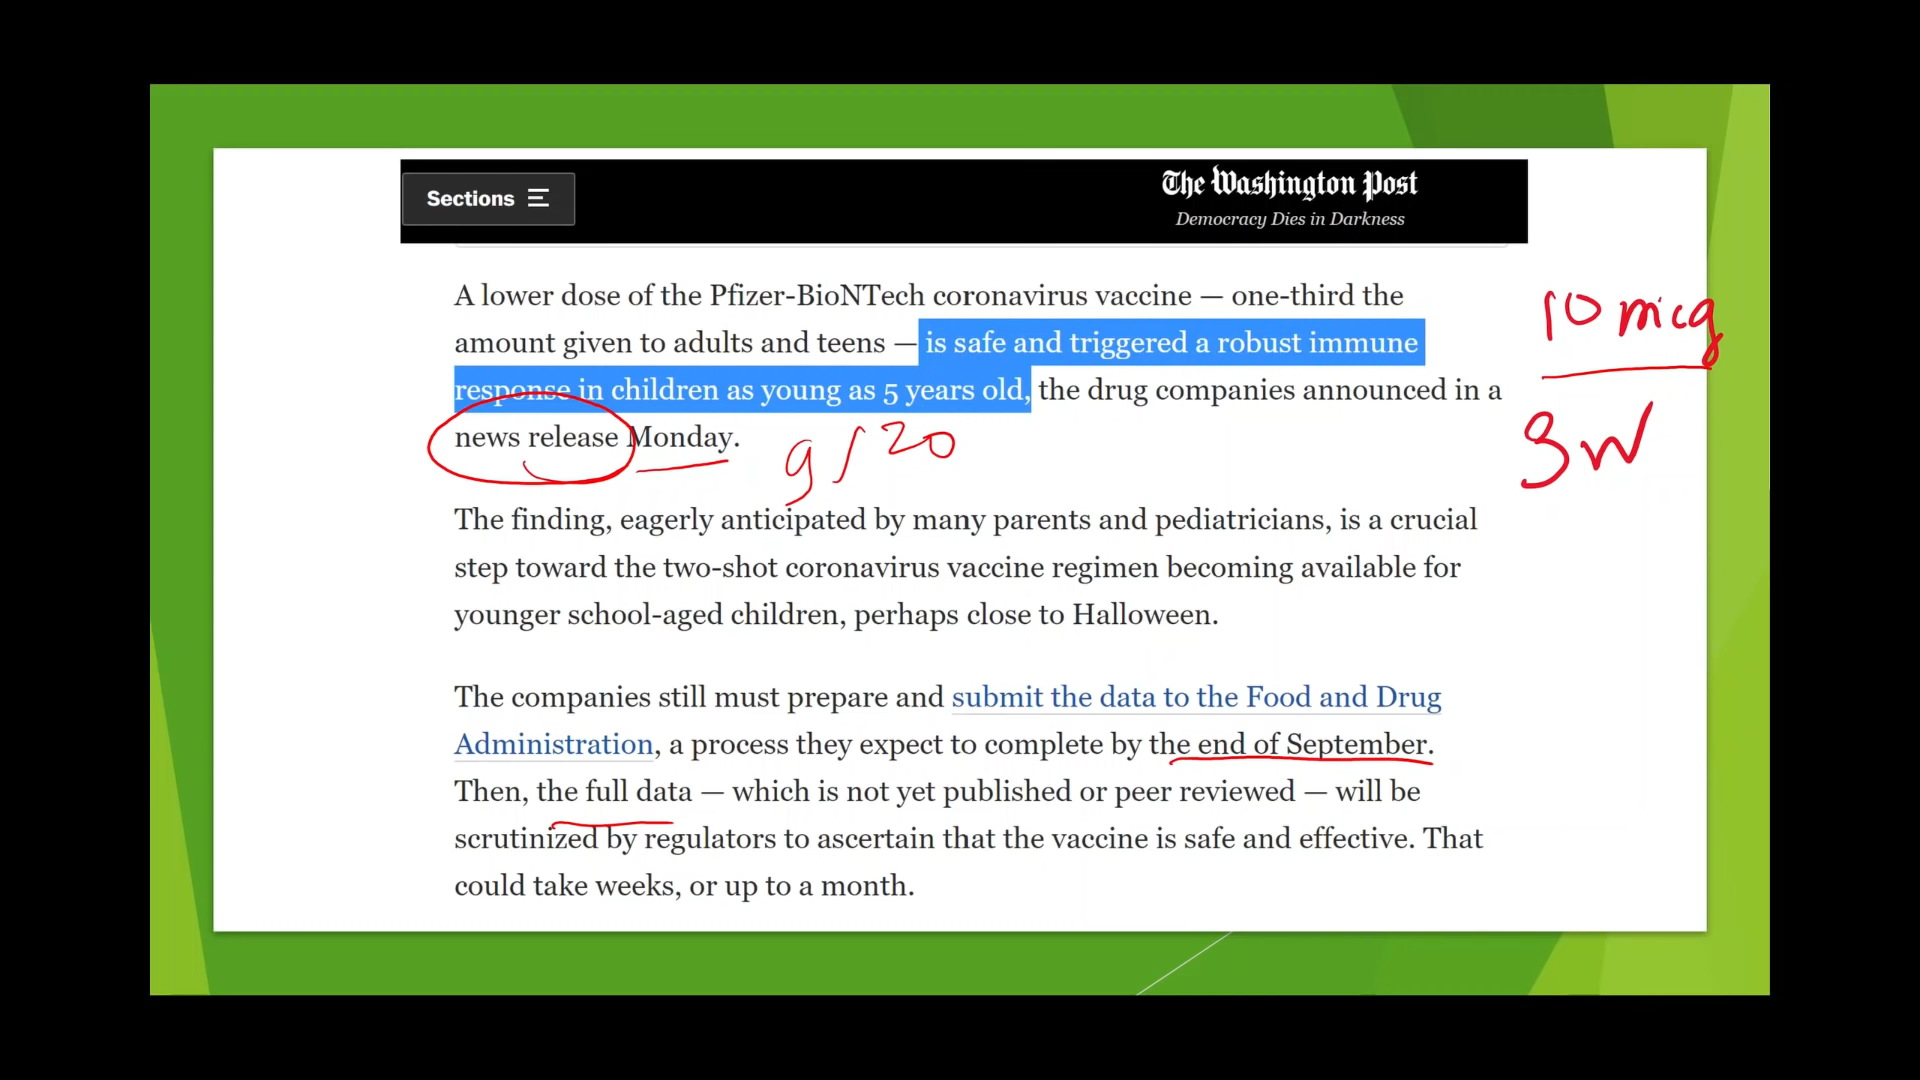 Sections
The Washington Post
Democracy Dies in Darkness
A lower dose of the Pfizer-BioNTech coronavirus vaccine — one-third the
amount given to adults and teens — is safe and triggered a robust immune
response in children as young as 5 years old, the drug companies announced in a
news release Monday.
9/20
10 mcg
3W
The finding, eagerly anticipated by many parents and pediatricians, is a crucial
step toward the two-shot coronavirus vaccine regimen becoming available for
younger school-aged children, perhaps close to Halloween.
The companies still must prepare and submit the data to the Food and Drug
Administration, a process they expect to complete by the end of September.
Then, the full data — which is not yet published or peer reviewed — will be
scrutinized by regulators to ascertain that the vaccine is safe and effective. That
could take weeks, or up to a month.